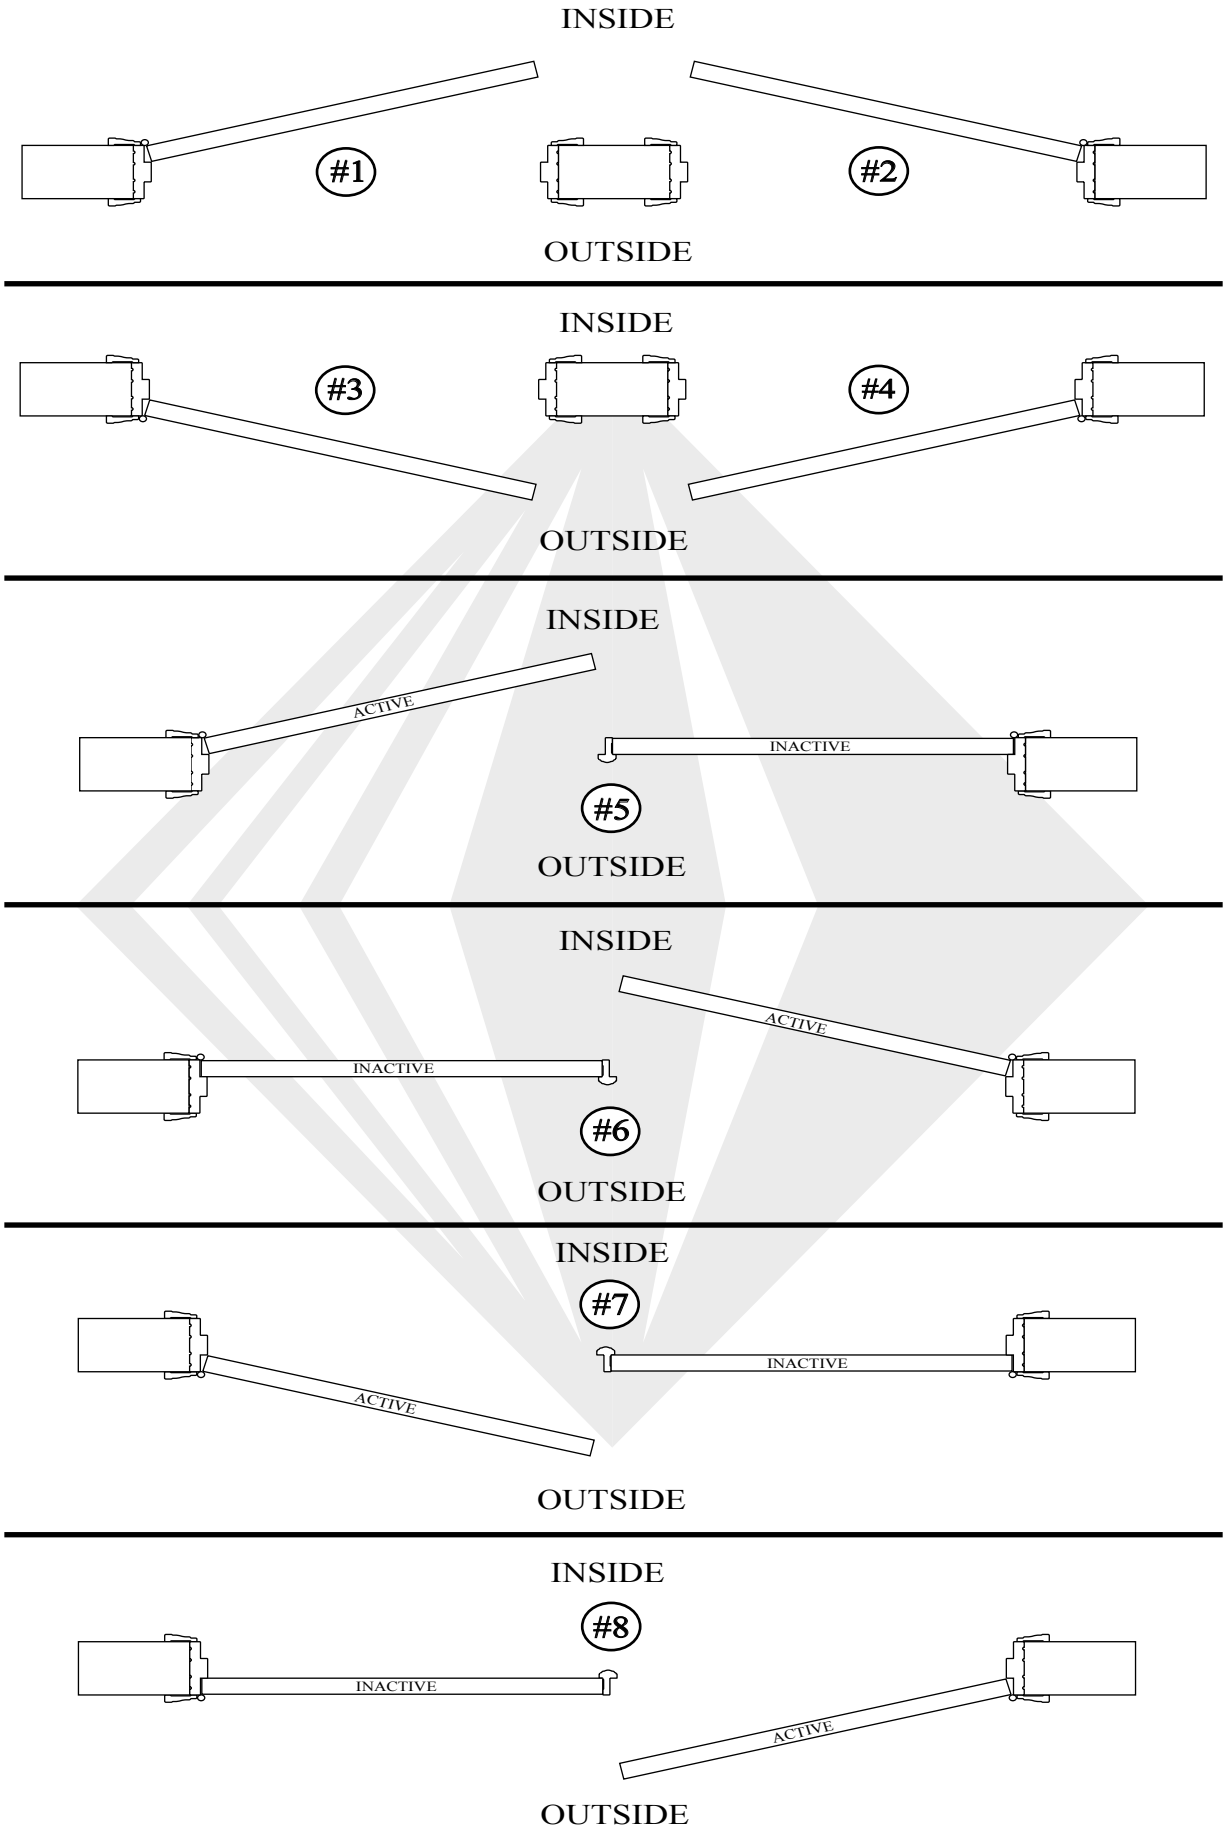 INSIDE
#1 #2
OUTSIDE
INSIDE
#3 #4
OUTSIDE
INSIDE
ACTIVE
INACTIVE
#5
OUTSIDE
INSIDE
ACTIVE
INACTIVE
#6
OUTSIDE
INSIDE
#7
INACTIVE
ACTIVE
OUTSIDE
INSIDE
#8
INACTIVE
ACTIVE
OUTSIDE